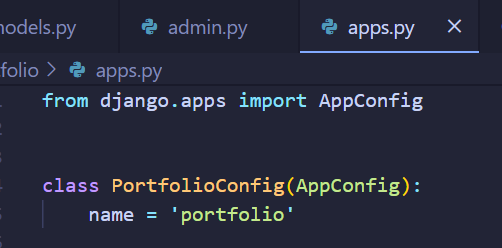 models.py admin.py apps.py
folio > apps.py
from django.apps import AppConfig
class PortfolioConfig(AppConfig):
name = 'portfolio'